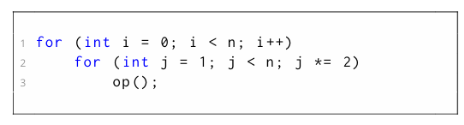 1 for (int i = 0; i < n; i++)
2     for (int j = 1; j < n; j *= 2)
3         op();